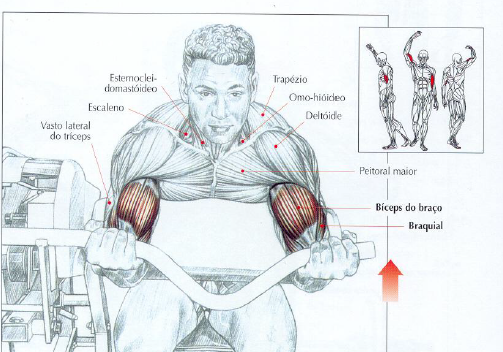 Esternoclei-
domastóideo
Escaleno
Vasto lateral
do tríceps
Trapézio
Omo-hióideo
Deltóide
Peitoral maior
Bíceps do braço
Braquial